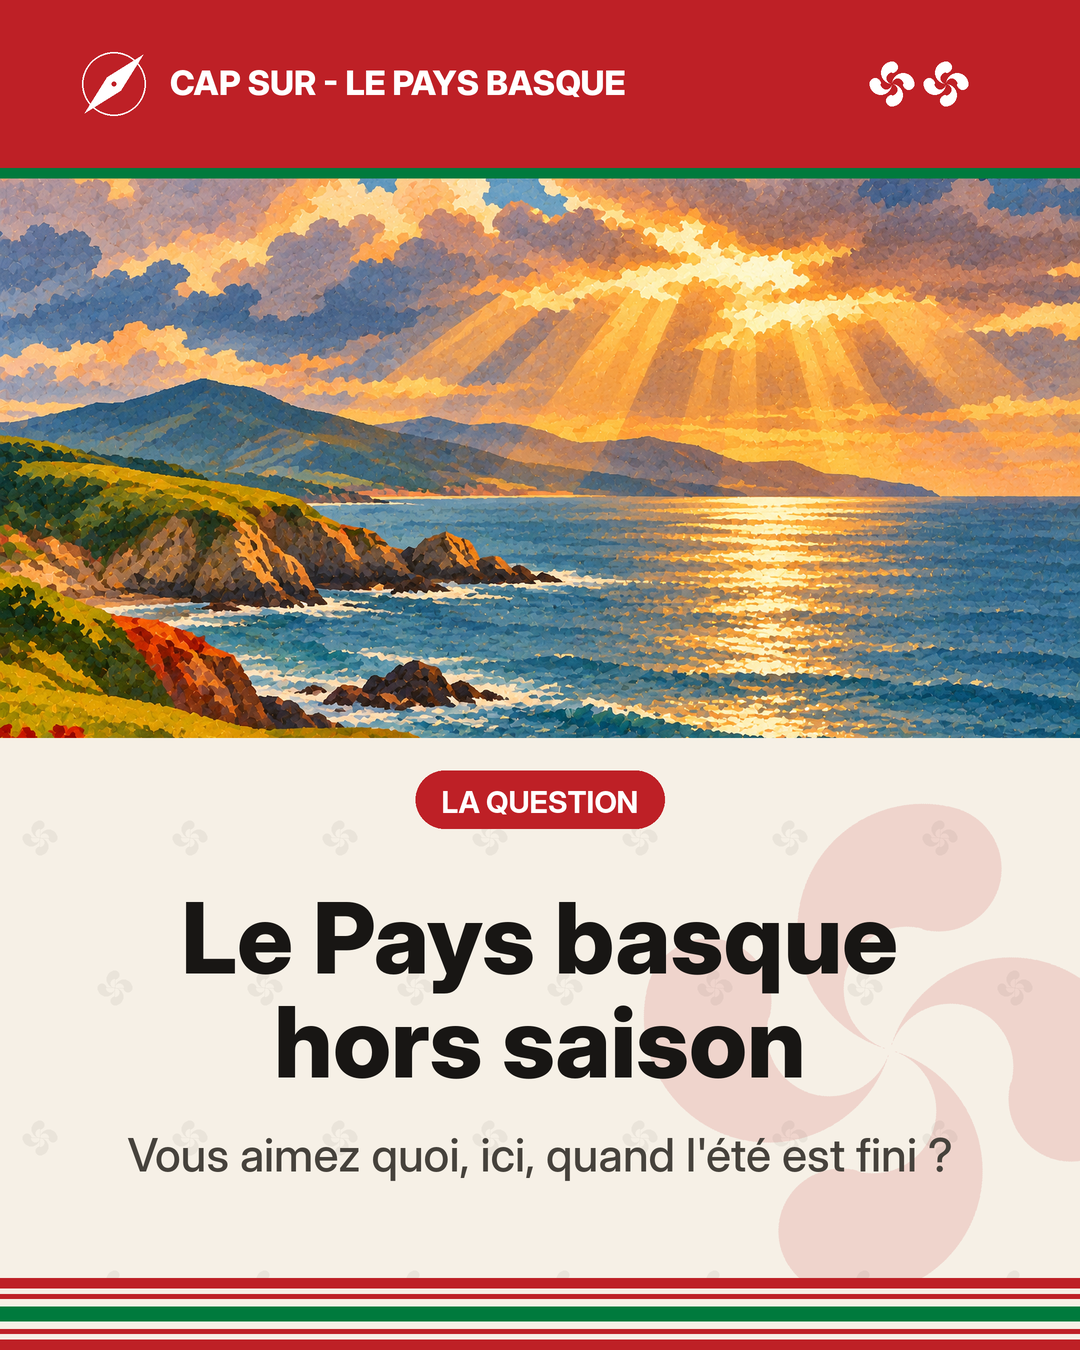 CAP SUR - LE PAYS BASQUE
LA QUESTION
Le Pays basque
hors saison
Vous aimez quoi, ici, quand l'été est fini ?